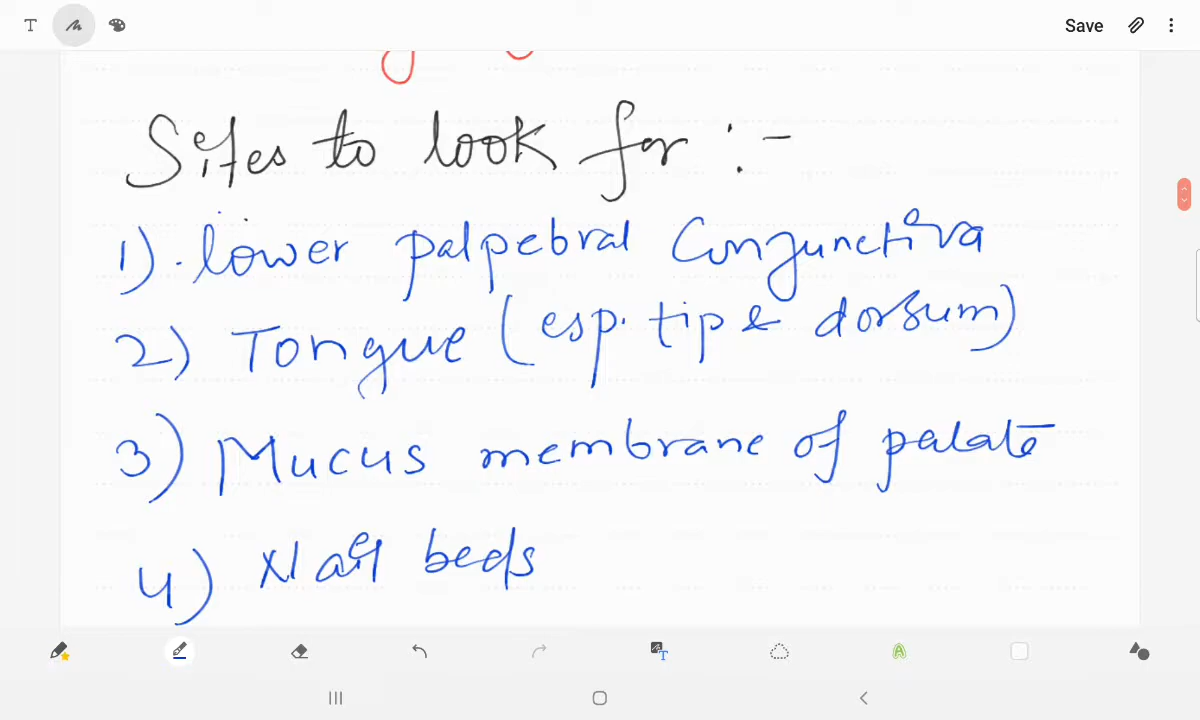 T
Save
Sites to look for :-
1). lower palpebral Conjunctiva
2) Tongue (esp. tip & dorsum)
3) Mucus membrane of palate
4) Nail beds
T
A